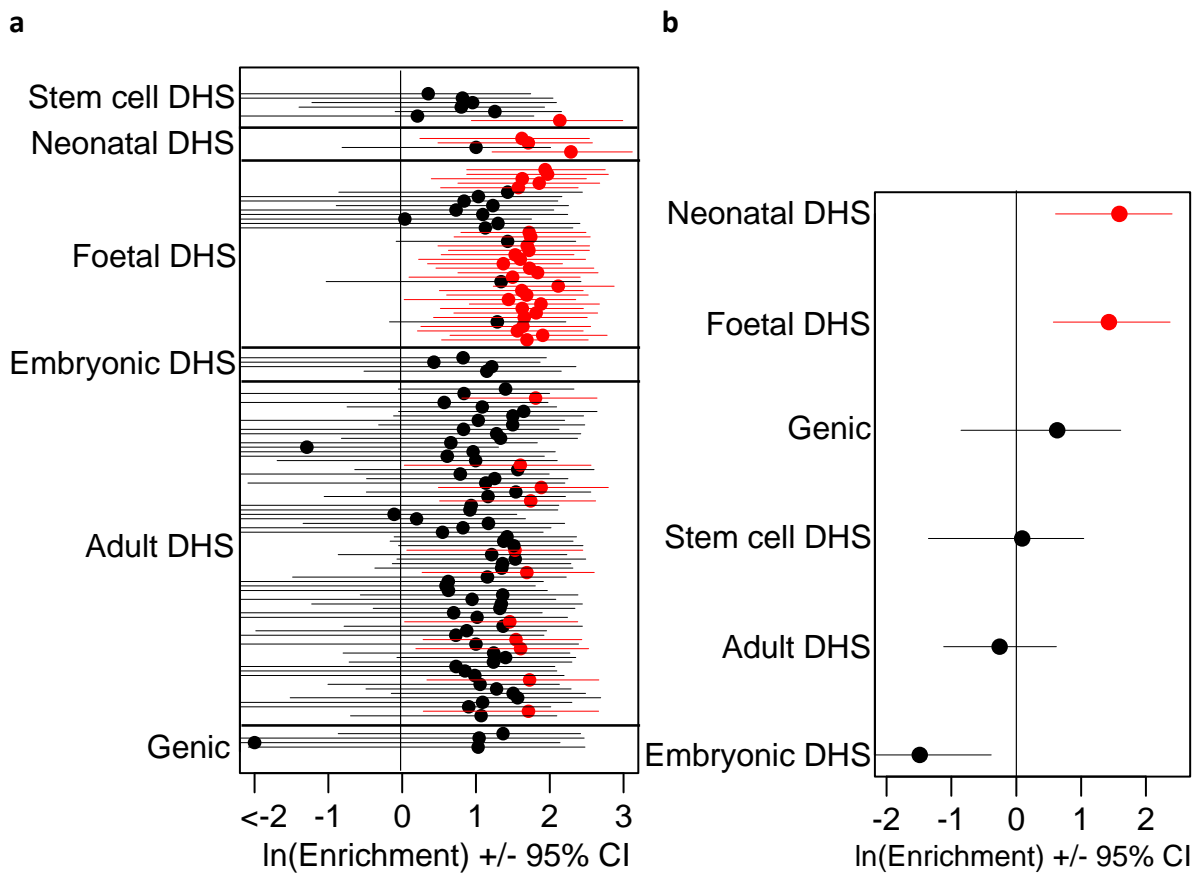 a
Stem cell DHS
Neonatal DHS
Foetal DHS
Embryonic DHS
Adult DHS
Genic
<-2 -1 0 1 2 3
ln(Enrichment) +/- 95% CI
b
Neonatal DHS
Foetal DHS
Genic
Stem cell DHS
Adult DHS
Embryonic DHS
-2 -1 0 1 2
ln(Enrichment) +/- 95% CI